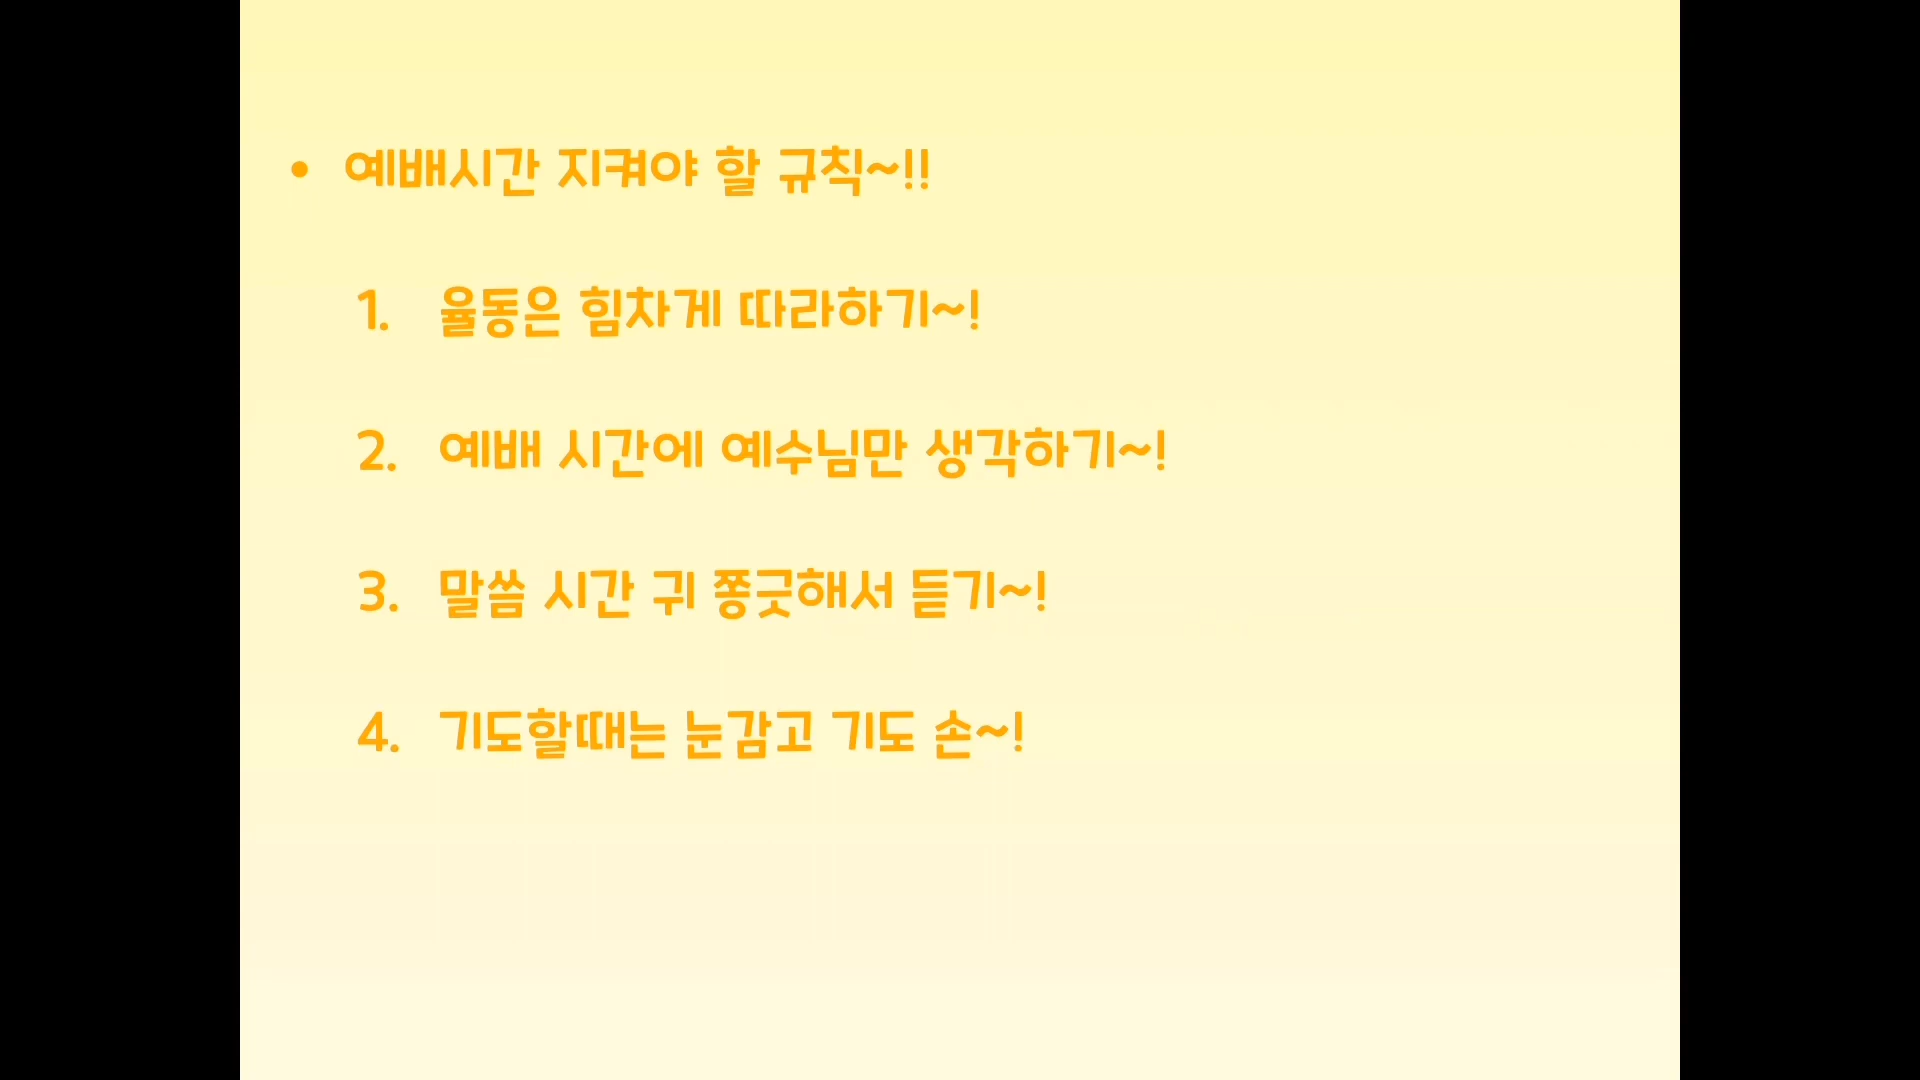 • 예배시간 지켜야 할 규칙~!!
1. 율동은 힘차게 따라하기~!
2. 예배 시간에 예수님만 생각하기~!
3. 말씀 시간 귀 쫑긋해서 듣기~!
4. 기도할때는 눈감고 기도 손~!